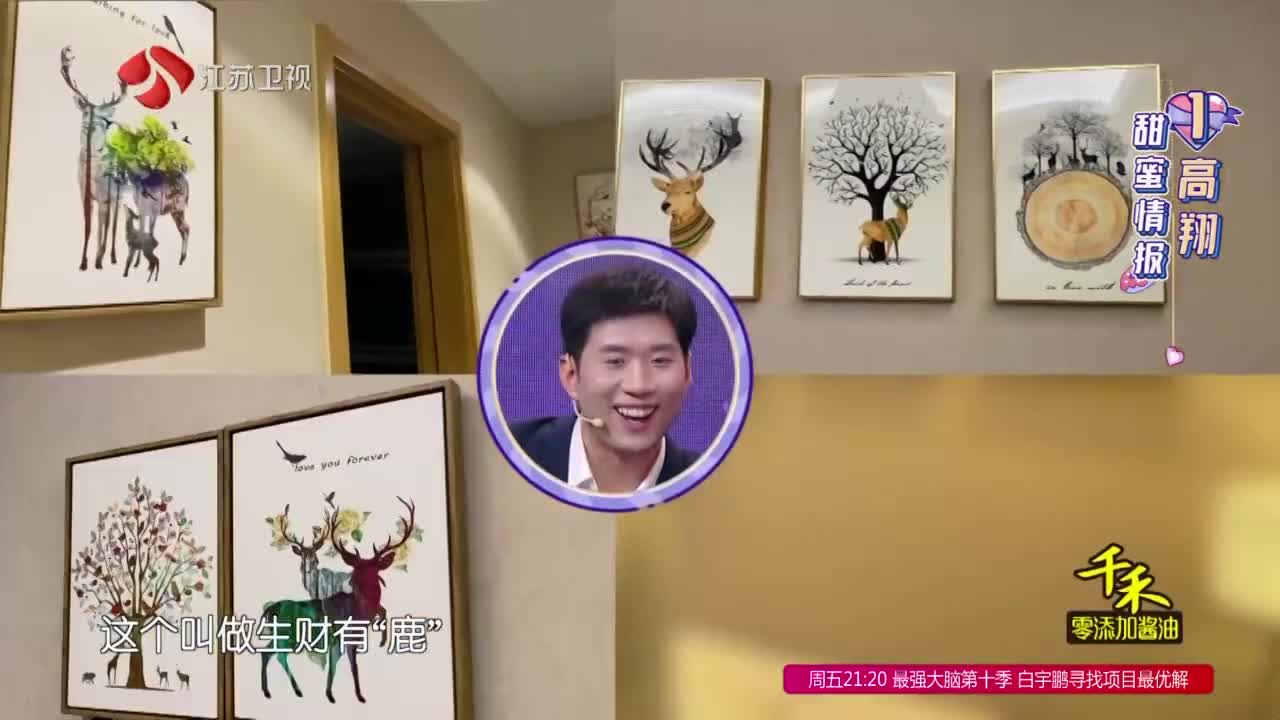 江苏卫视
love you forever
这个叫做生财有“鹿”
1
高翔
甜蜜情报
千禾
零添加酱油
周五21:20 最强大脑第十季 白宇鹏寻找项目最优解